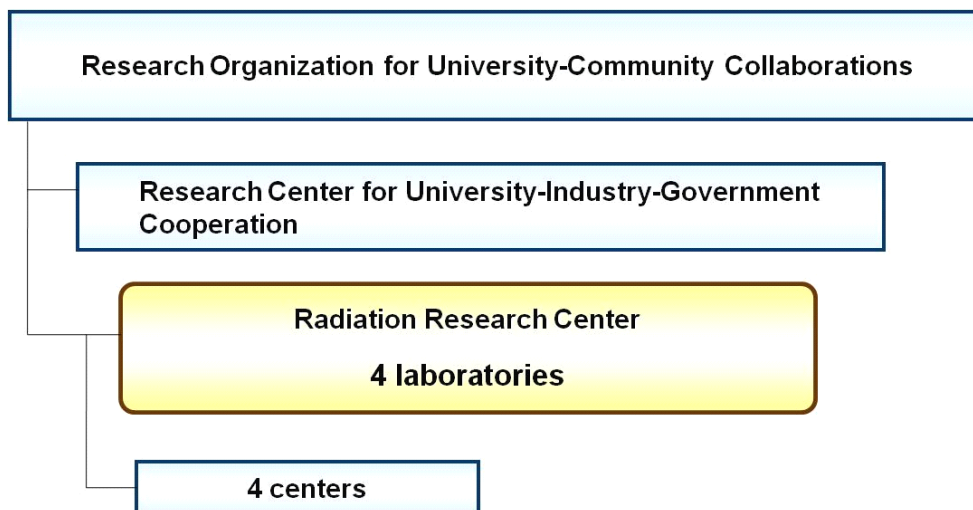 Research Organization for University-Community Collaborations
Research Center for University-Industry-Government
Cooperation
Radiation Research Center
4 laboratories
4 centers